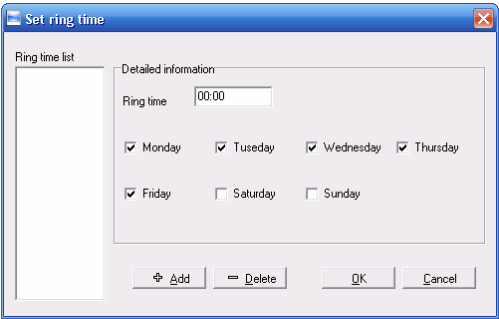 Set ring time
Ring time list
Detailed information
Ring time 00:00
Monday Tuseday Wednesday Thursday
Friday Saturday Sunday
Add Delete OK Cancel